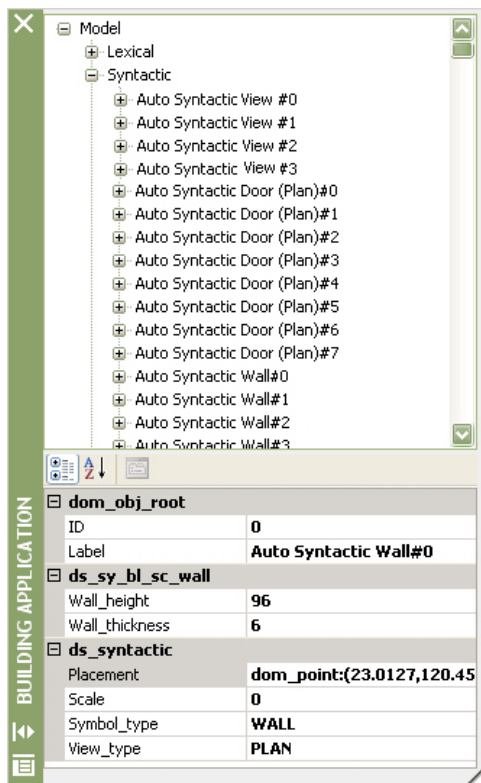 Model
Lexical
Syntactic
Auto Syntactic View #0
Auto Syntactic View #1
Auto Syntactic View #2
Auto Syntactic View #3
Auto Syntactic Door (Plan)#0
Auto Syntactic Door (Plan)#1
Auto Syntactic Door (Plan)#2
Auto Syntactic Door (Plan)#3
Auto Syntactic Door (Plan)#4
Auto Syntactic Door (Plan)#5
Auto Syntactic Door (Plan)#6
Auto Syntactic Door (Plan)#7
Auto Syntactic Wall#0
Auto Syntactic Wall#1
Auto Syntactic Wall#2
Auto Syntactic Wall#3
BUILDING APPLICATION
dom_obj_root
ID 0
Label Auto Syntactic Wall#0
ds_sy_bl_sc_wall
Wall_height 96
Wall_thickness 6
ds_syntactic
Placement dom_point:(23.0127,120.45
Scale 0
Symbol_type WALL
View_type PLAN